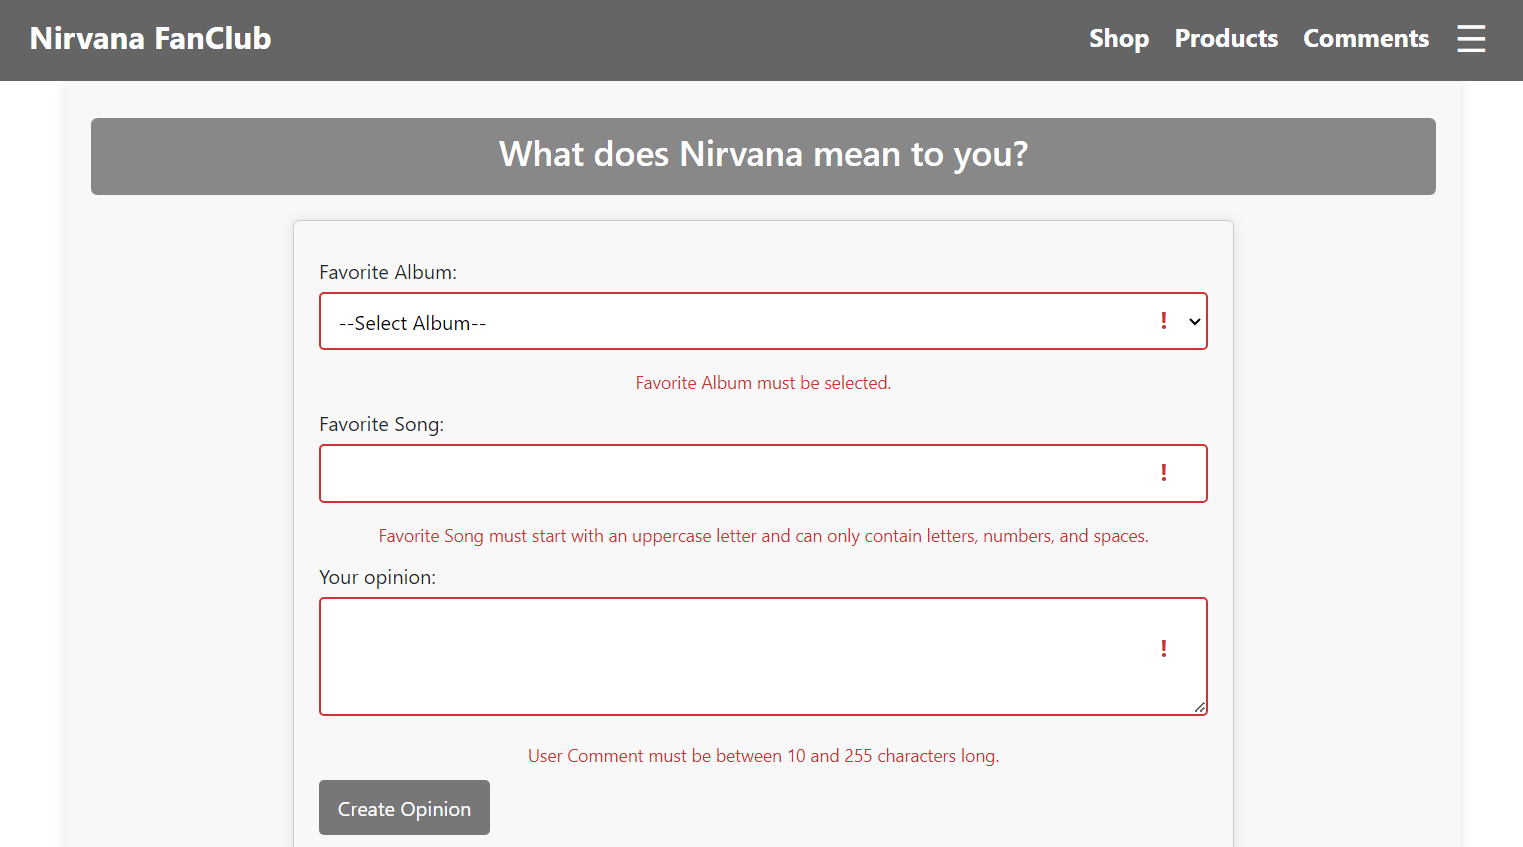 Nirvana FanClub
Shop Products Comments
What does Nirvana mean to you?
Favorite Album:
--Select Album-- !
Favorite Album must be selected.
Favorite Song:
!
Favorite Song must start with an uppercase letter and can only contain letters, numbers, and spaces.
Your opinion:
!
User Comment must be between 10 and 255 characters long.
Create Opinion